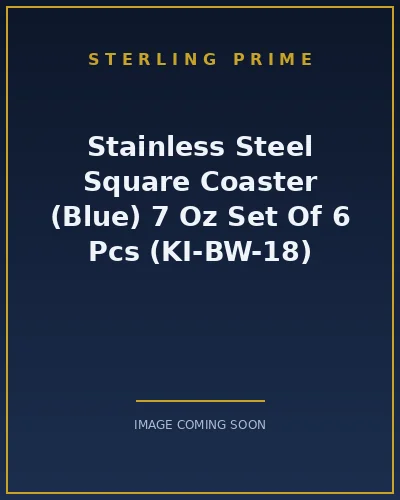 STERLING PRIME
Stainless Steel
Square Coaster
(Blue) 7 Oz Set Of 6
Pcs (KI-BW-18)
IMAGE COMING SOON